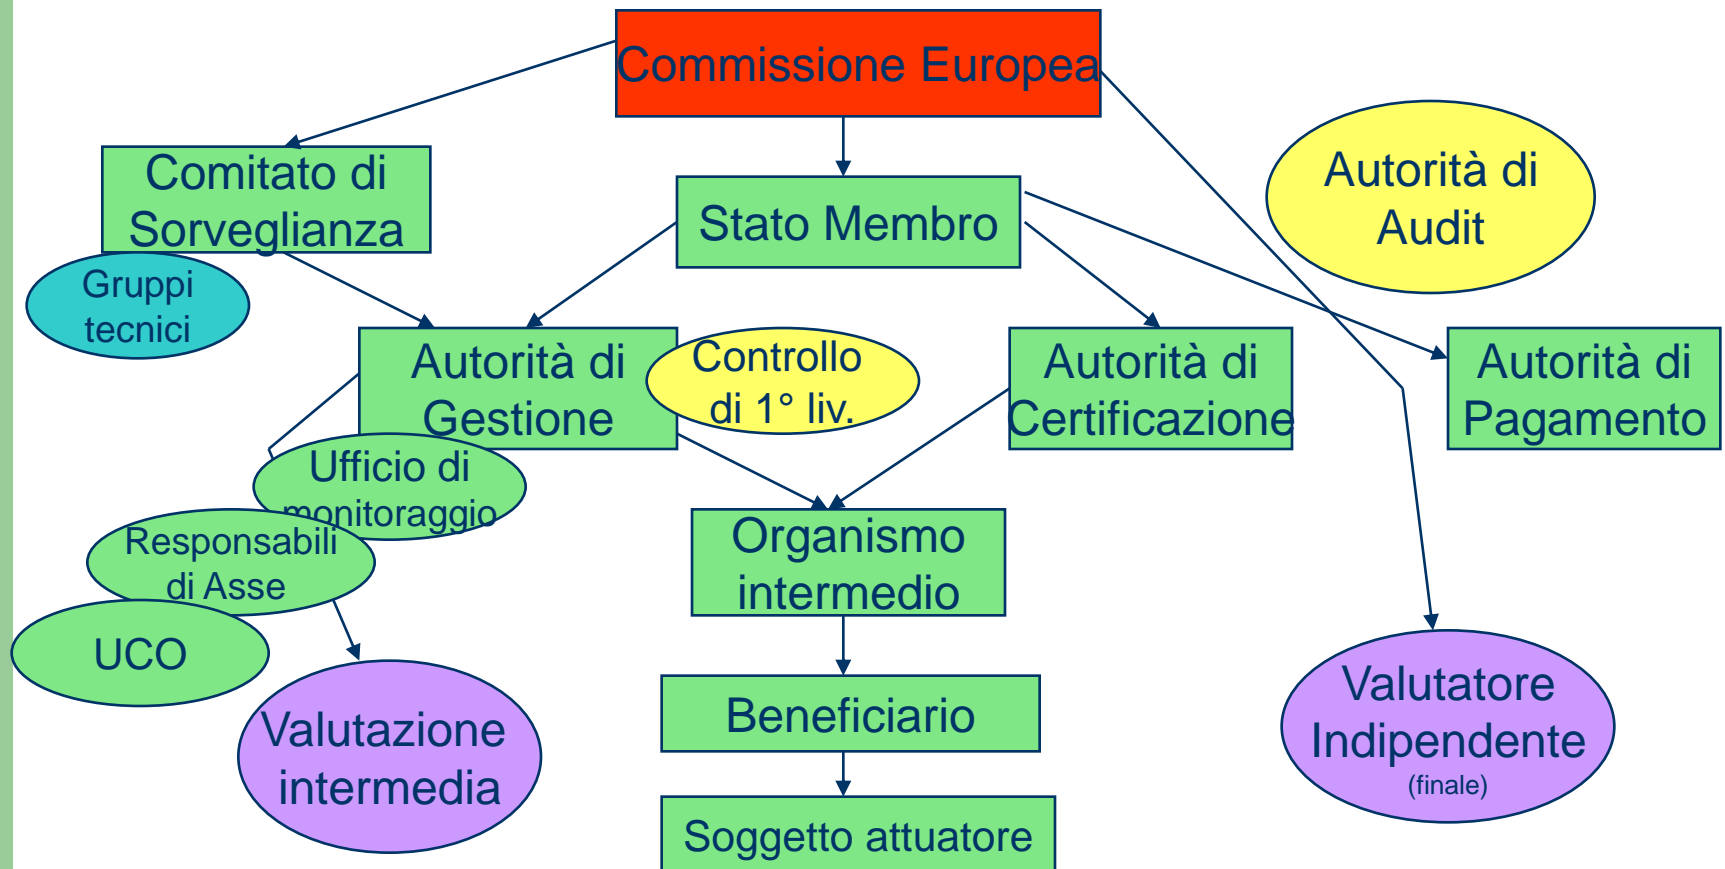 Commissione Europea
Comitato di
Sorveglianza
Stato Membro
Autorità di
Audit
Gruppi
tecnici
Autorità di
Gestione
Controllo
di 1° liv.
Autorità di
Certificazione
Autorità di
Pagamento
Ufficio di
monitoraggio
Responsabili
di Asse
UCO
Organismo
intermedio
Valutazione
intermedia
Beneficiario
Valutatore
Indipendente
(finale)
Soggetto attuatore